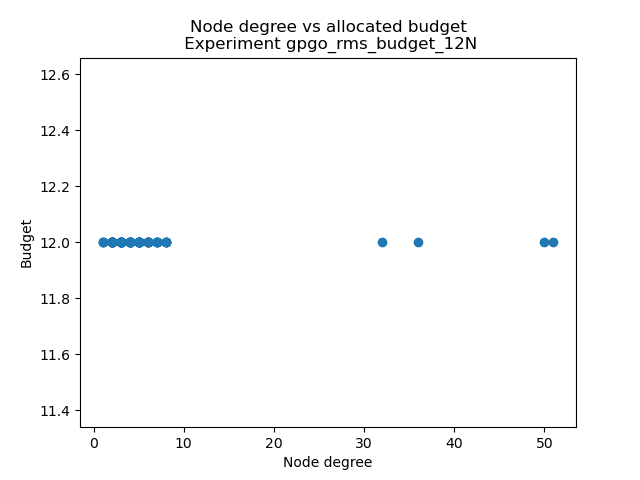 Node degree vs allocated budget
Experiment gpgo_rms_budget_12N
12.6
12.4
12.2
12.0
11.8
11.6
11.4
Budget
0 10 20 30 40 50
Node degree